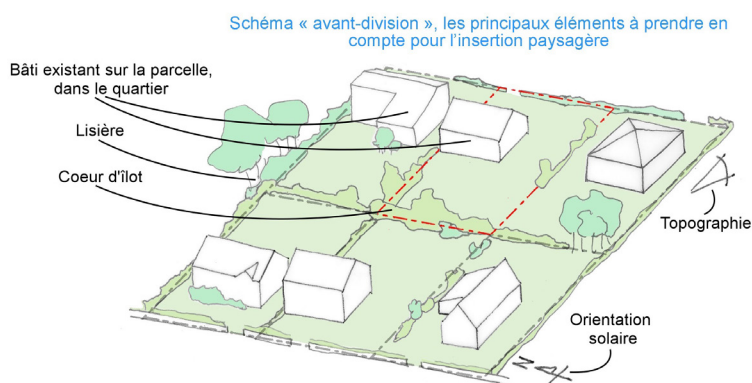 Schéma « avant-division », les principaux éléments à prendre en
compte pour l'insertion paysagère
Bâti existant sur la parcelle,
dans le quartier
Lisière
Coeur d'îlot
Topographie
Orientation
solaire
N